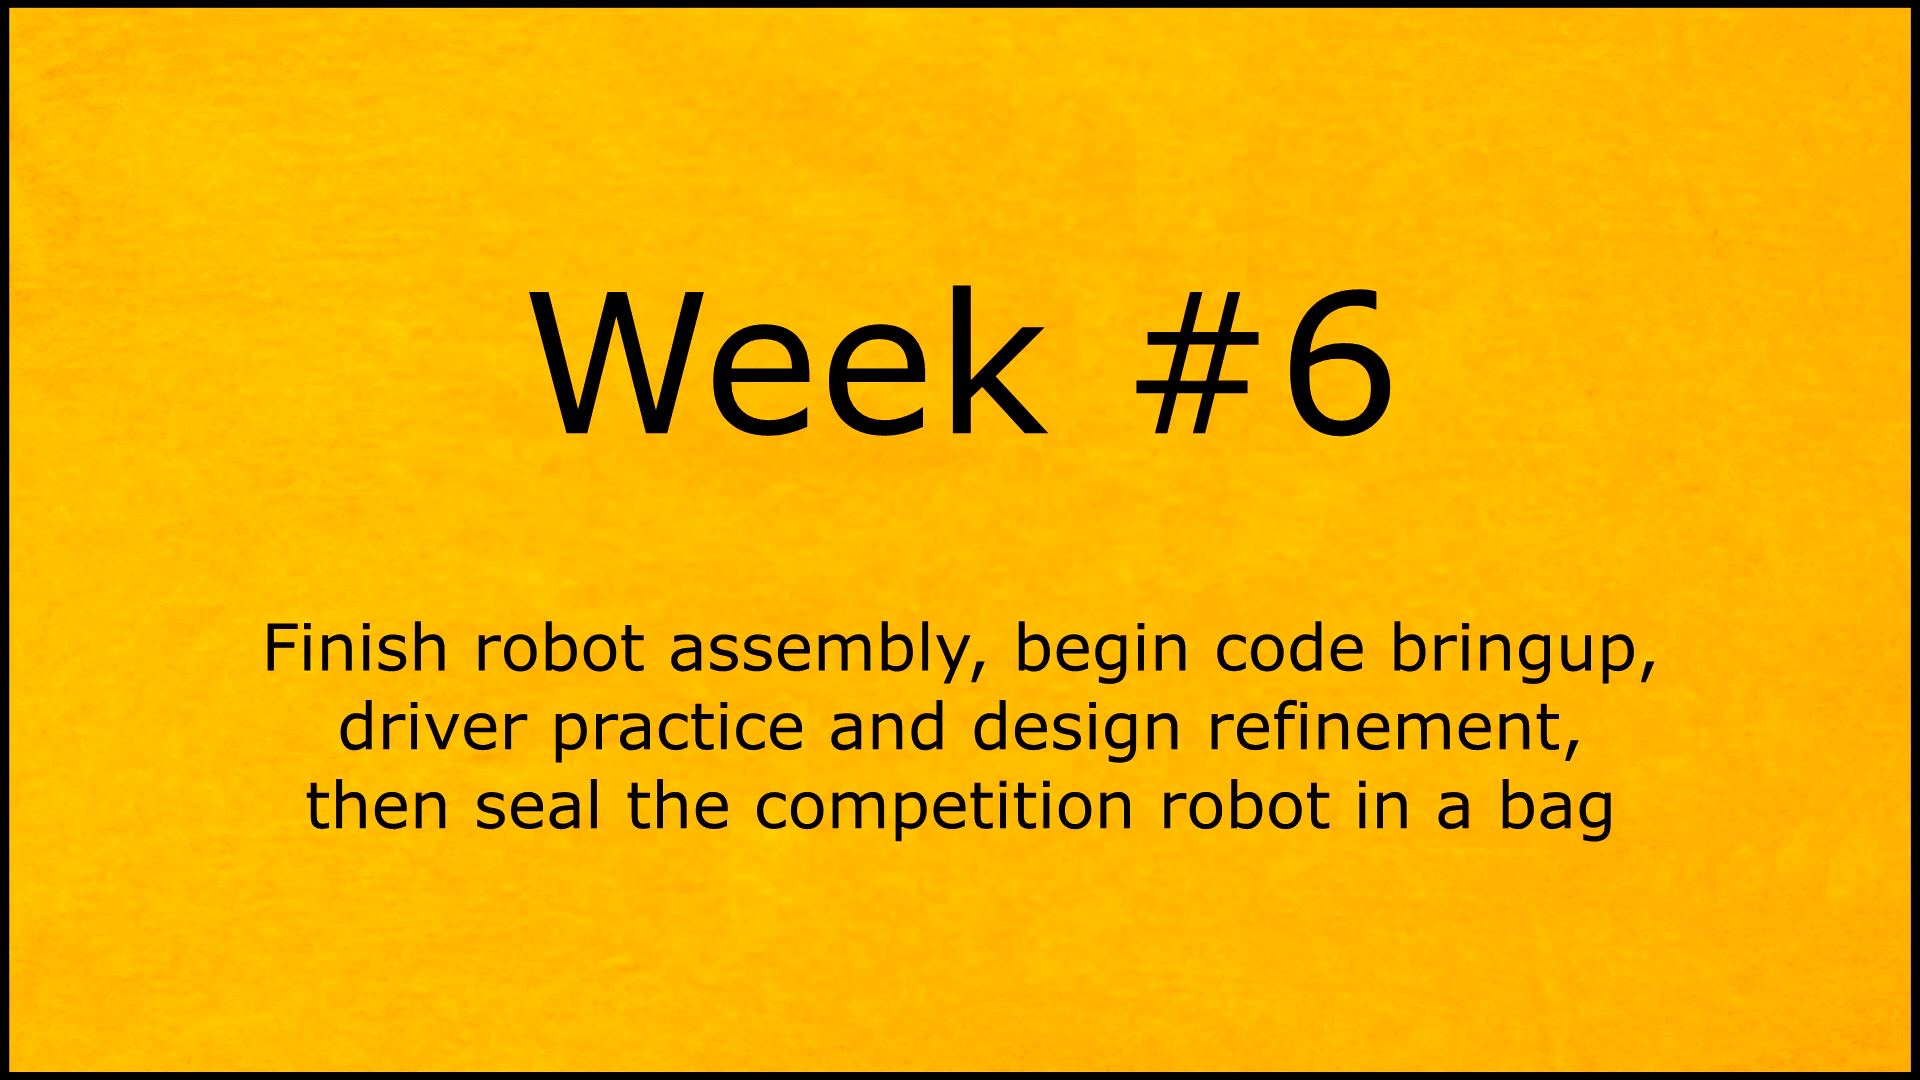 Week #6
Finish robot assembly, begin code bringup,
driver practice and design refinement,
then seal the competition robot in a bag